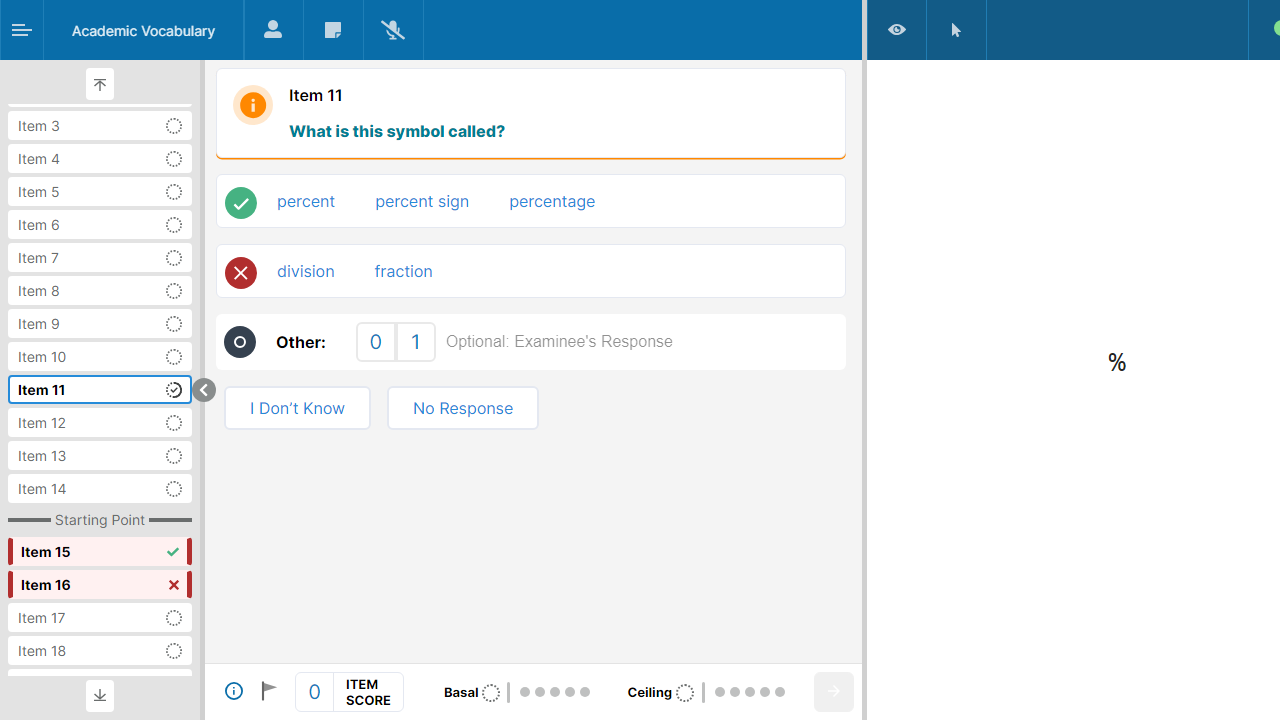 Academic Vocabulary
Item 3
Item 4
Item 5
Item 6
Item 7
Item 8
Item 9
Item 10
Item 11
Item 12
Item 13
Item 14
Starting Point
Item 15
Item 16
Item 17
Item 18
Item 11
What is this symbol called?
percent percent sign percentage
division fraction
Other: 0 1 Optional: Examinee's Response
I Don’t Know No Response
0 ITEM SCORE
Basal
Ceiling
%